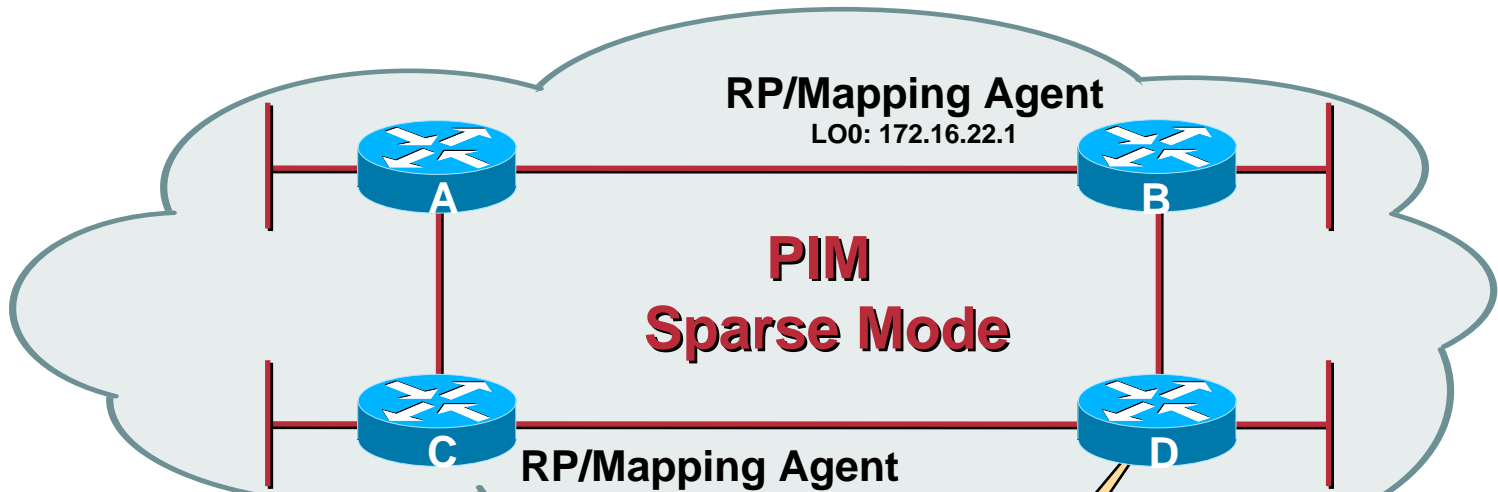 RP/Mapping Agent
LO0: 172.16.22.1
A
B
PIM
Sparse Mode
C
D
RP/Mapping Agent